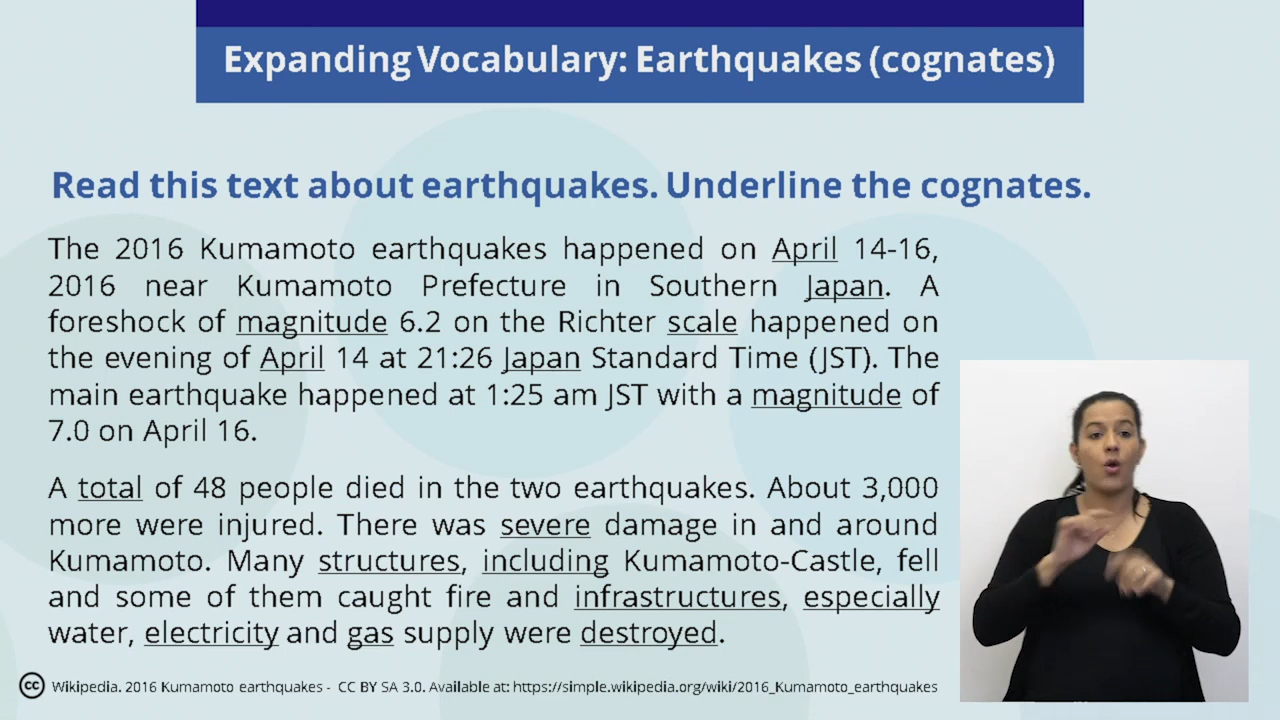 Expanding Vocabulary: Earthquakes (cognates)
Read this text about earthquakes. Underline the cognates.
The 2016 Kumamoto earthquakes happened on April 14-16,
2016 near Kumamoto Prefecture in Southern Japan. A
foreshock of magnitude 6.2 on the Richter scale happened on
the evening of April 14 at 21:26 Japan Standard Time (JST). The
main earthquake happened at 1:25 am JST with a magnitude of
7.0 on April 16.
A total of 48 people died in the two earthquakes. About 3,000
more were injured. There was severe damage in and around
Kumamoto. Many structures, including Kumamoto-Castle, fell
and some of them caught fire and infrastructures, especially
water, electricity and gas supply were destroyed.
cc Wikipedia. 2016 Kumamoto earthquakes - CC BY SA 3.0. Available at: https://simple.wikipedia.org/wiki/2016_Kumamoto_earthquakes